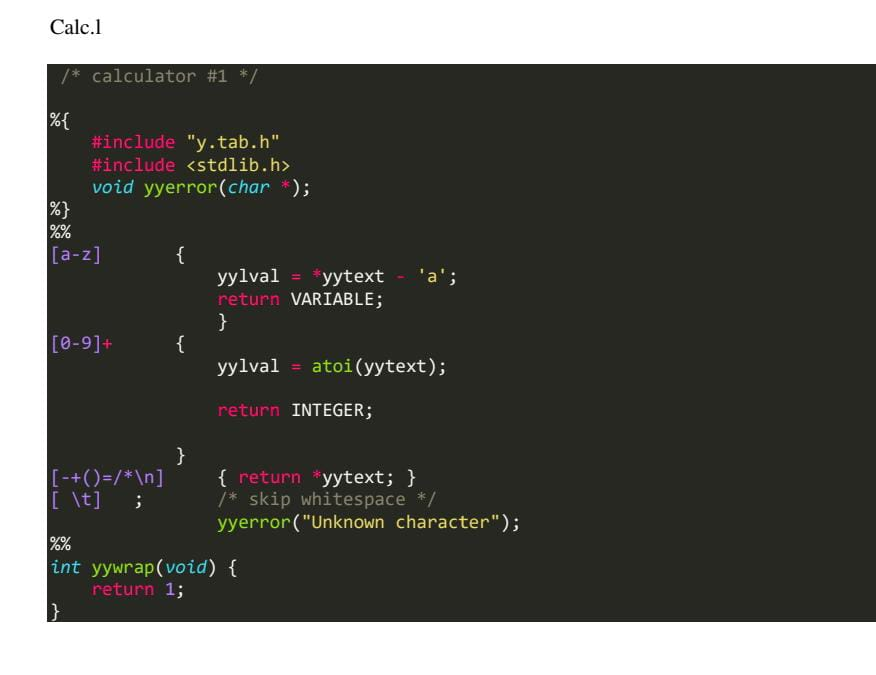 Calc.l
/* calculator #1 */
%{
#include "y.tab.h"
#include <stdlib.h>
void yyerror(char *);
%}
%%
[a-z] {
yylval = *yytext - 'a';
return VARIABLE;
}
[0-9]+ {
yylval = atoi(yytext);
return INTEGER;
}
[-+()=/*\n] { return *yytext; }
[ \t] ; /* skip whitespace */
yyerror("Unknown character");
%%
int yywrap(void) {
return 1;
}